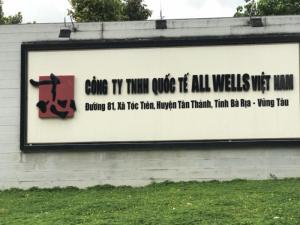 CÔNG TY TNHH QUỐC TẾ ALL WELLS VIỆT NAM
Đường 81, Xã Tóc Tiên, Huyện Tân Thành, Tỉnh Bà Rịa - Vũng Tàu